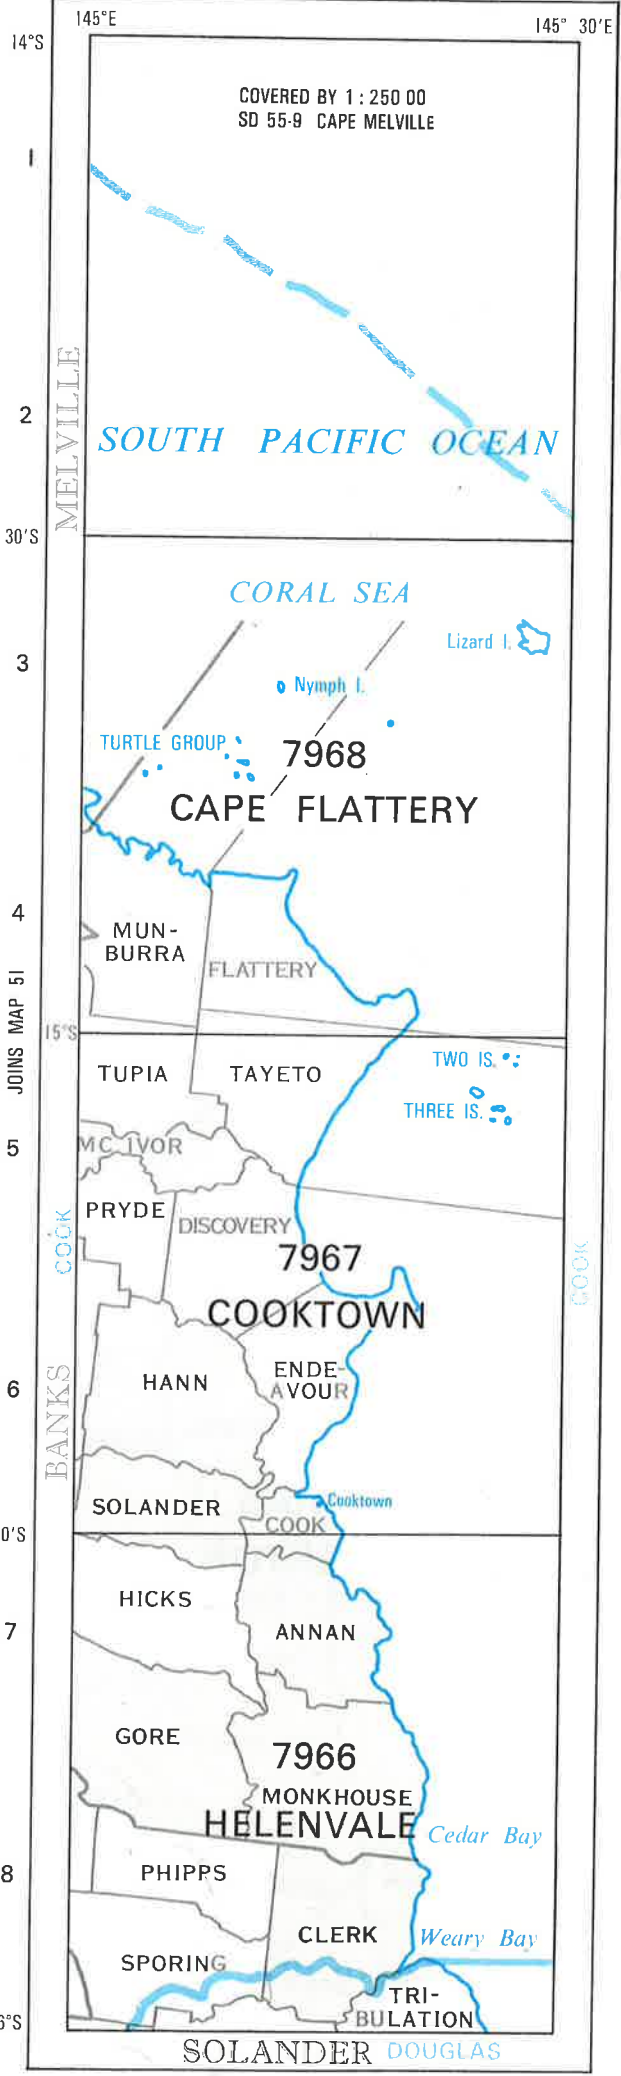 145°E
145° 30'E
14°S
COVERED BY 1 : 250 00
SD 55-9 CAPE MELVILLE
1
MELVILLE
2
SOUTH PACIFIC OCEAN
30'S
CORAL SEA
Lizard I.
3
Nymph I.
TURTLE GROUP
7968
CAPE FLATTERY
4
MUN-
BURRA
FLATTERY
JOINS MAP 51
15°S
TWO IS.
TUPIA
TAYETO
THREE IS.
5
MC IVOR
PRYDE
DISCOVERY
COOK
7967
COOK
COOKTOWN
6
HANN
ENDE-
AVOUR
BANKS
SOLANDER
Cooktown
COOK
0'S
HICKS
7
ANNAN
GORE
7966
MONKHOUSE
HELENVALE
Cedar Bay
8
PHIPPS
CLERK
Weary Bay
SPORING
TRI-
BULATION
6°S
SOLANDER
DOUGLAS